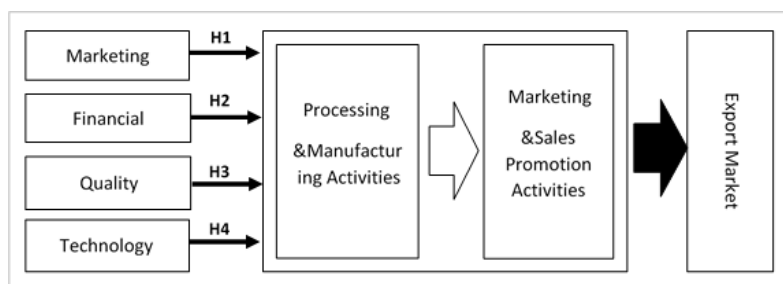 Marketing
H1
Financial
H2
Quality
H3
Technology
H4
Processing
&Manufactur
ing Activities
Marketing
&Sales
Promotion
Activities
Export Market